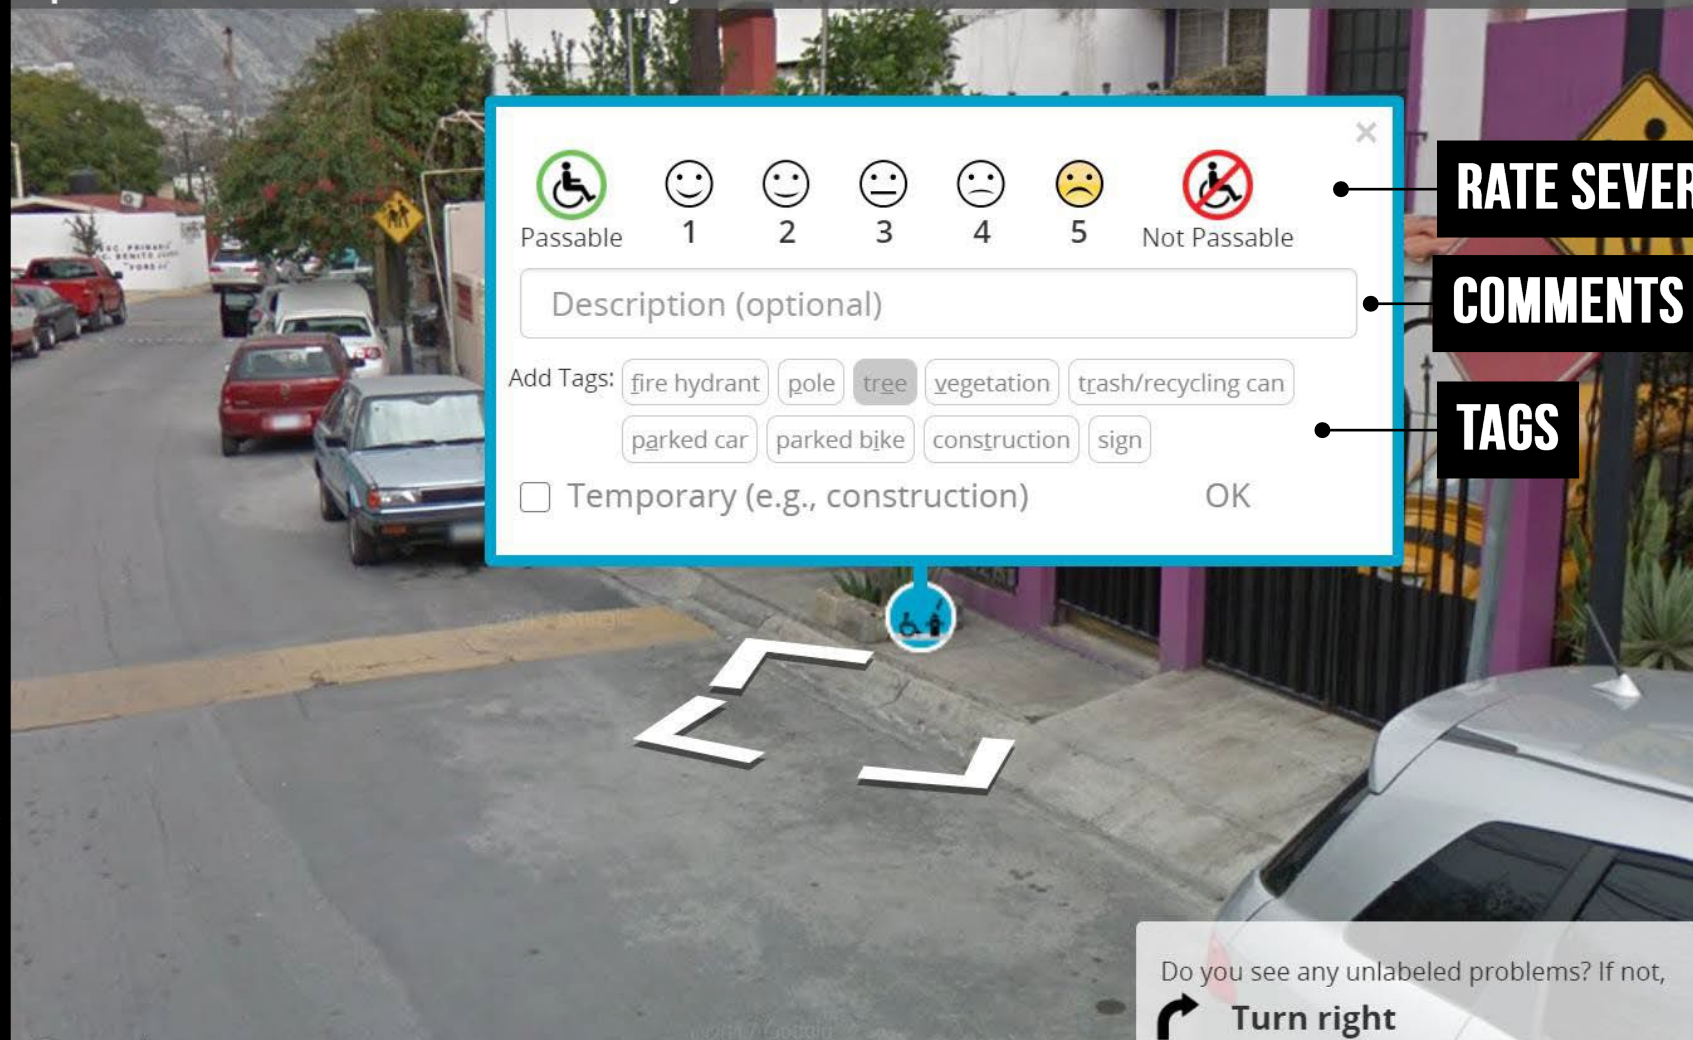 RATE SEVER
Passable
1
2
3
4
5
Not Passable
Description (optional)
COMMENTS
Add Tags:
fire hydrant
pole
tree
vegetation
trash/recycling can
parked car
parked bike
construction
sign
TAGS
Temporary (e.g., construction)
OK
Do you see any unlabeled problems? If not,
Turn right